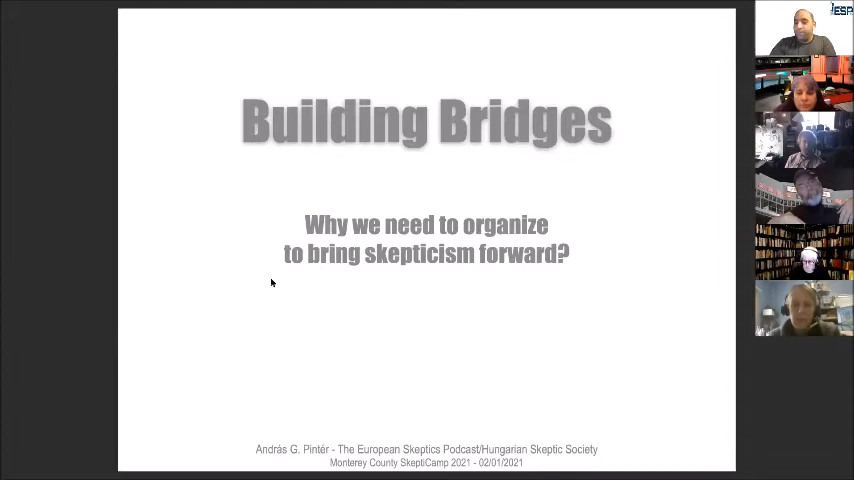 Building Bridges
Why we need to organize
to bring skepticism forward?
András G. Pintér - The European Skeptics Podcast/Hungarian Skeptic Society
Monterey County SkeptiCamp 2021 - 02/01/2021
ESP